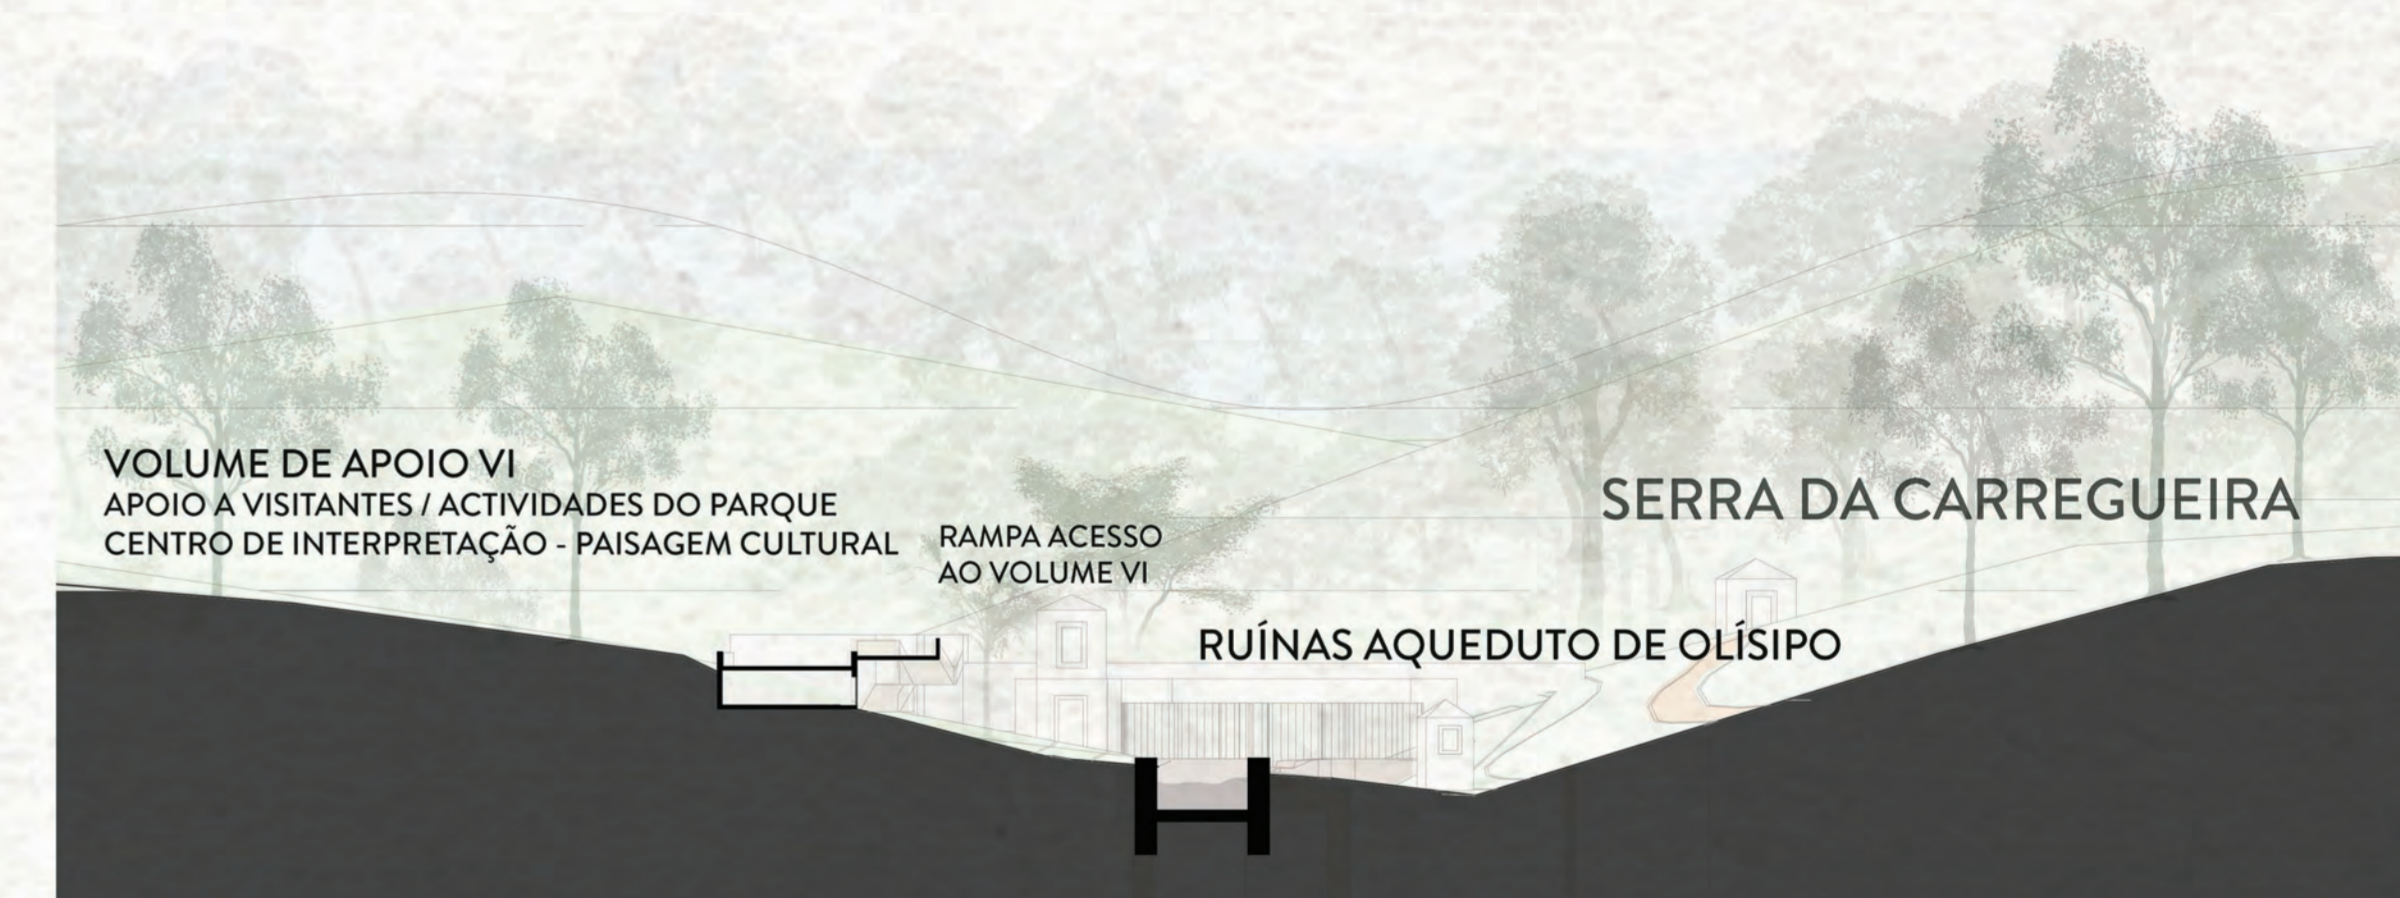 VOLUME DE APOIO VI
APOIO A VISITANTES / ACTIVIDADES DO PARQUE
CENTRO DE INTERPRETAÇÃO - PAISAGEM CULTURAL
RAMPA ACESSO
AO VOLUME VI
SERRA DA CARREGUEIRA
RUÍNAS AQUEDUTO DE OLÍSIPO